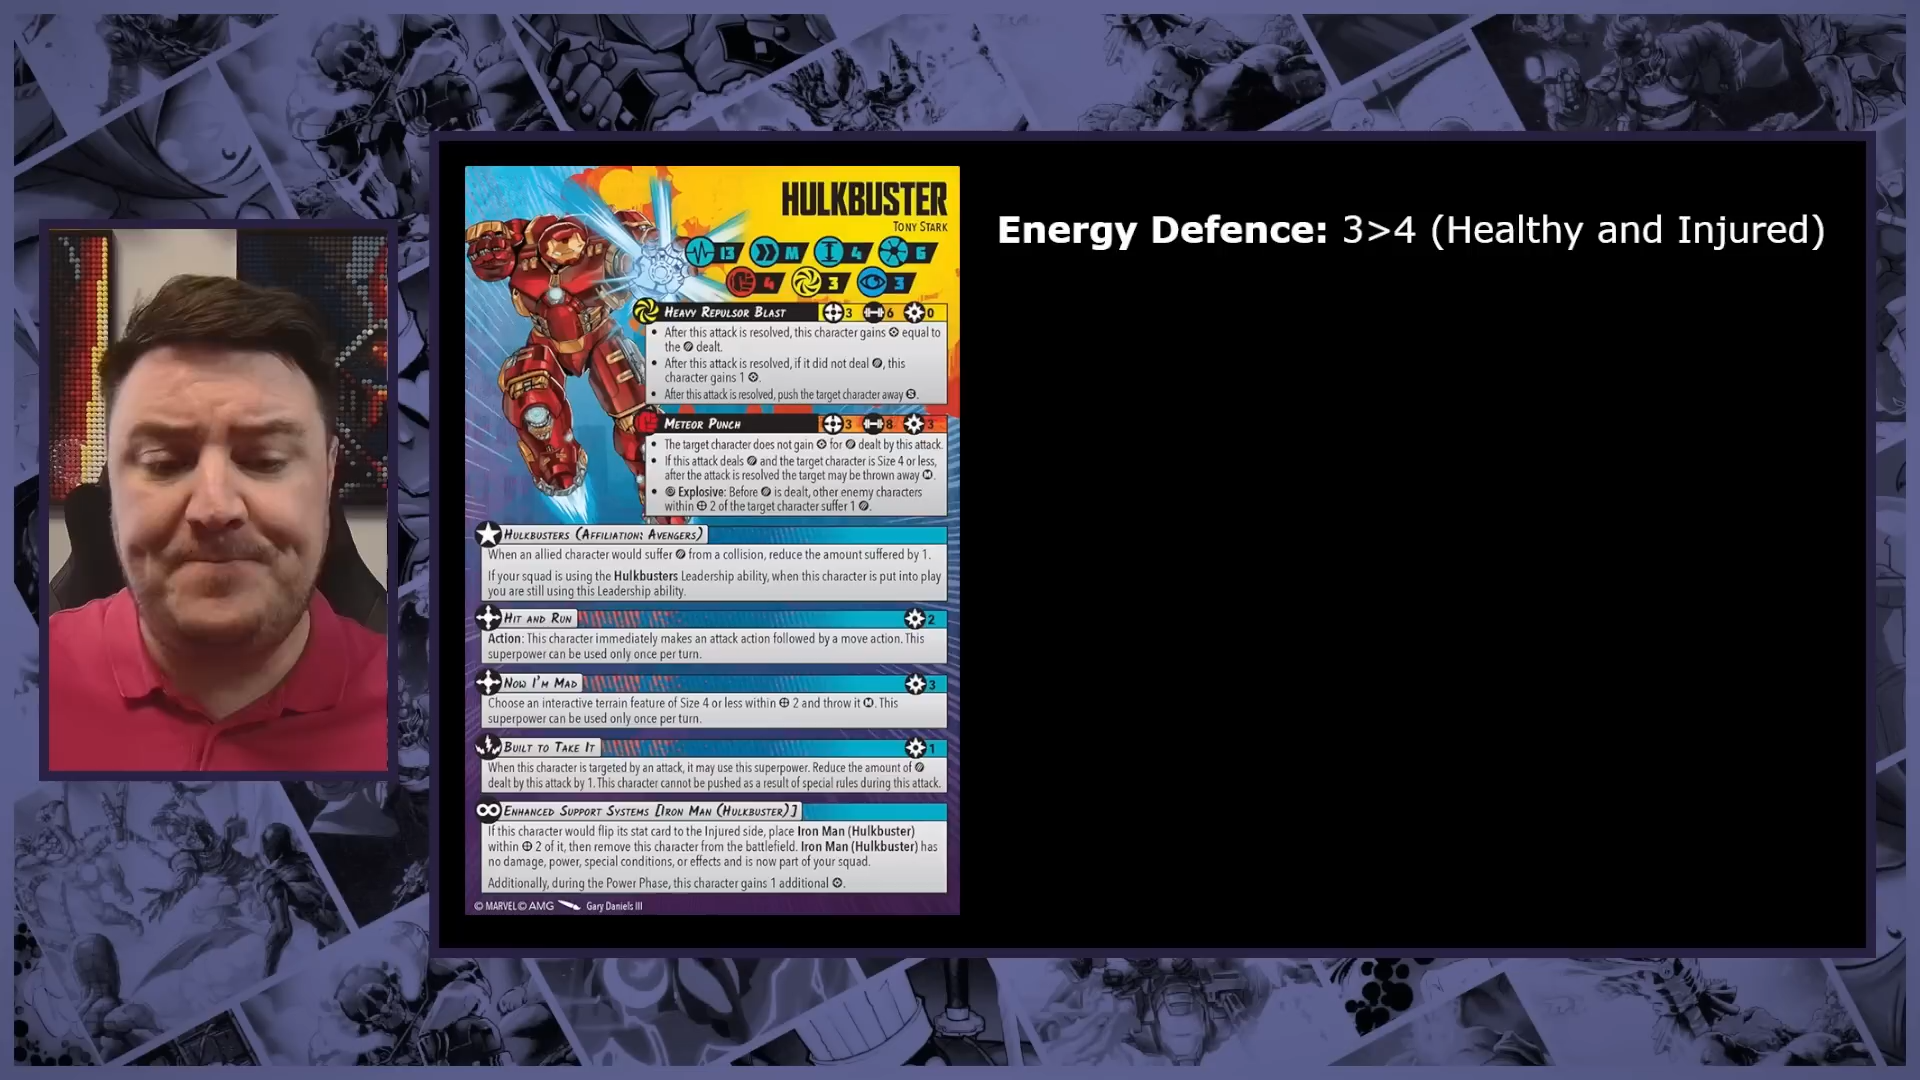 HULKBUSTER
TONY STARK
13 M 4 6
4 3 3
HEAVY REPULSOR BLAST 3 6 0
• After this attack is resolved, this character gains equal to
the dealt.
• After this attack is resolved, if it did not deal , this
character gains 1 .
• After this attack is resolved, push the target character away S.
METEOR PUNCH 3 8 3
• The target character does not gain for dealt by this attack.
• If this attack deals and the target character is Size 4 or less,
after the attack is resolved the target may be thrown away M.
• Explosive: Before is dealt, other enemy characters
within 2 of the target character suffer 1 .
HULKBUSTERS (AFFILIATION: AVENGERS)
When an allied character would suffer from a collision, reduce the amount suffered by 1.
If your squad is using the Hulkbusters Leadership ability, when this character is put into play
you are still using this Leadership ability.
HIT AND RUN 2
Action: This character immediately makes an attack action followed by a move action. This
superpower can be used only once per turn.
NOW I'M MAD 3
Choose an interactive terrain feature of Size 4 or less within 2 and throw it M. This
superpower can be used only once per turn.
BUILT TO TAKE IT 1
When this character is targeted by an attack, it may use this superpower. Reduce the amount of
dealt by this attack by 1. This character cannot be pushed as a result of special rules during this attack.
ENHANCED SUPPORT SYSTEMS [IRON MAN (HULKBUSTER)]
If this character would flip its stat card to the Injured side, place Iron Man (Hulkbuster)
within 2 of it, then remove this character from the battlefield. Iron Man (Hulkbuster) has
no damage, power, special conditions, or effects and is now part of your squad.
Additionally, during the Power Phase, this character gains 1 additional .
© MARVEL © AMG Gary Daniels III
Energy Defence: 3>4 (Healthy and Injured)